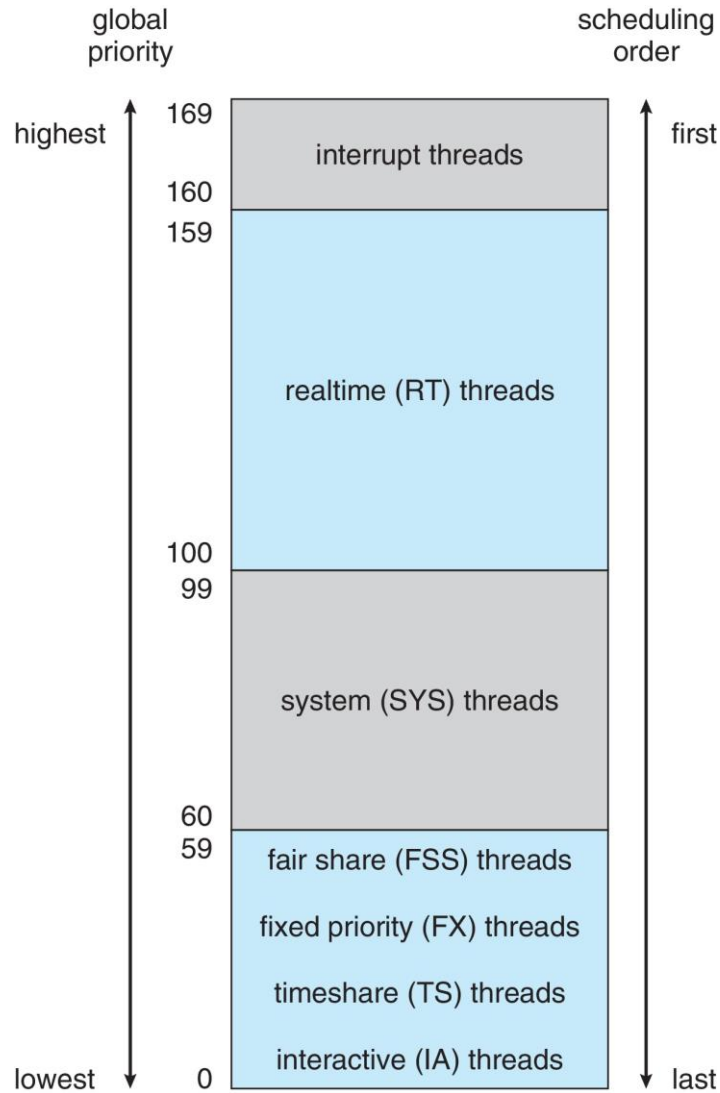 global
priority
scheduling
order
highest
169
interrupt threads
first
160
159
realtime (RT) threads
100
99
system (SYS) threads
60
59
fair share (FSS) threads
fixed priority (FX) threads
timeshare (TS) threads
interactive (IA) threads
lowest
0
last